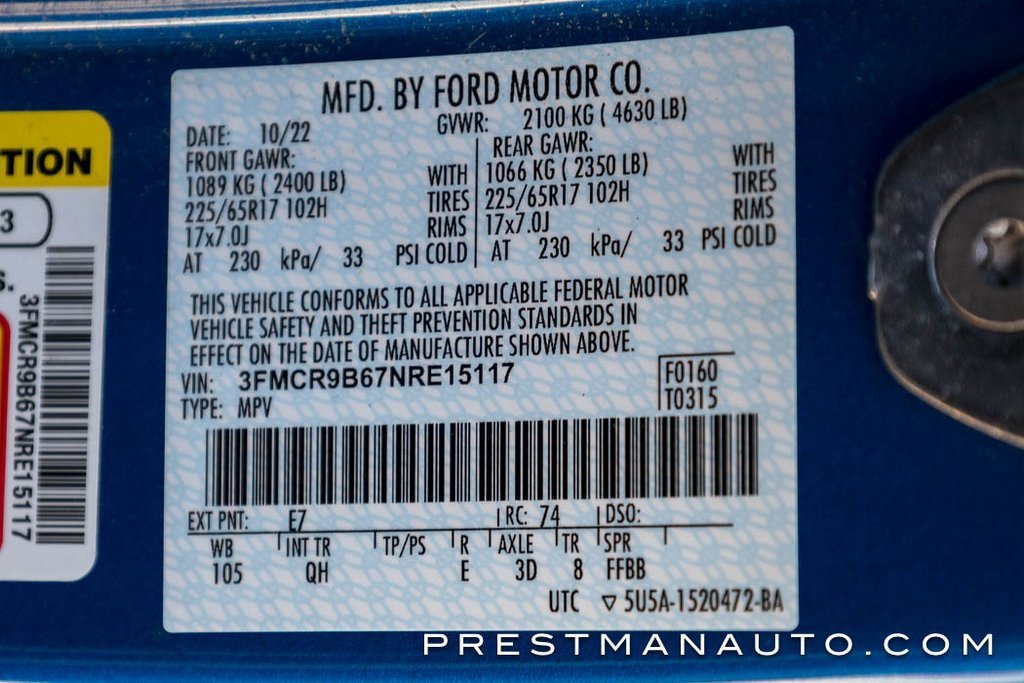 MFD. BY FORD MOTOR CO.
DATE: 10/22 GVWR: 2100 KG ( 4630 LB)
FRONT GAWR: REAR GAWR:
1089 KG ( 2400 LB) WITH 1066 KG ( 2350 LB) WITH
225/65R17 102H TIRES 225/65R17 102H TIRES
17x7.0J RIMS 17x7.0J RIMS
AT 230 kPa/ 33 PSI COLD AT 230 kPa/ 33 PSI COLD
THIS VEHICLE CONFORMS TO ALL APPLICABLE FEDERAL MOTOR
VEHICLE SAFETY AND THEFT PREVENTION STANDARDS IN
EFFECT ON THE DATE OF MANUFACTURE SHOWN ABOVE.
VIN: 3FMCR9B67NRE15117 F0160
TYPE: MPV T0315
EXT PNT: E7 RC: 74 DSO:
WB INT TR TP/PS R AXLE TR SPR
105 QH E 3D 8 FFBB
UTC ▽ 5U5A-1520472-BA
TION
3
S.
3FMCR9B67NRE15117
PRESTMANAUTO.COM